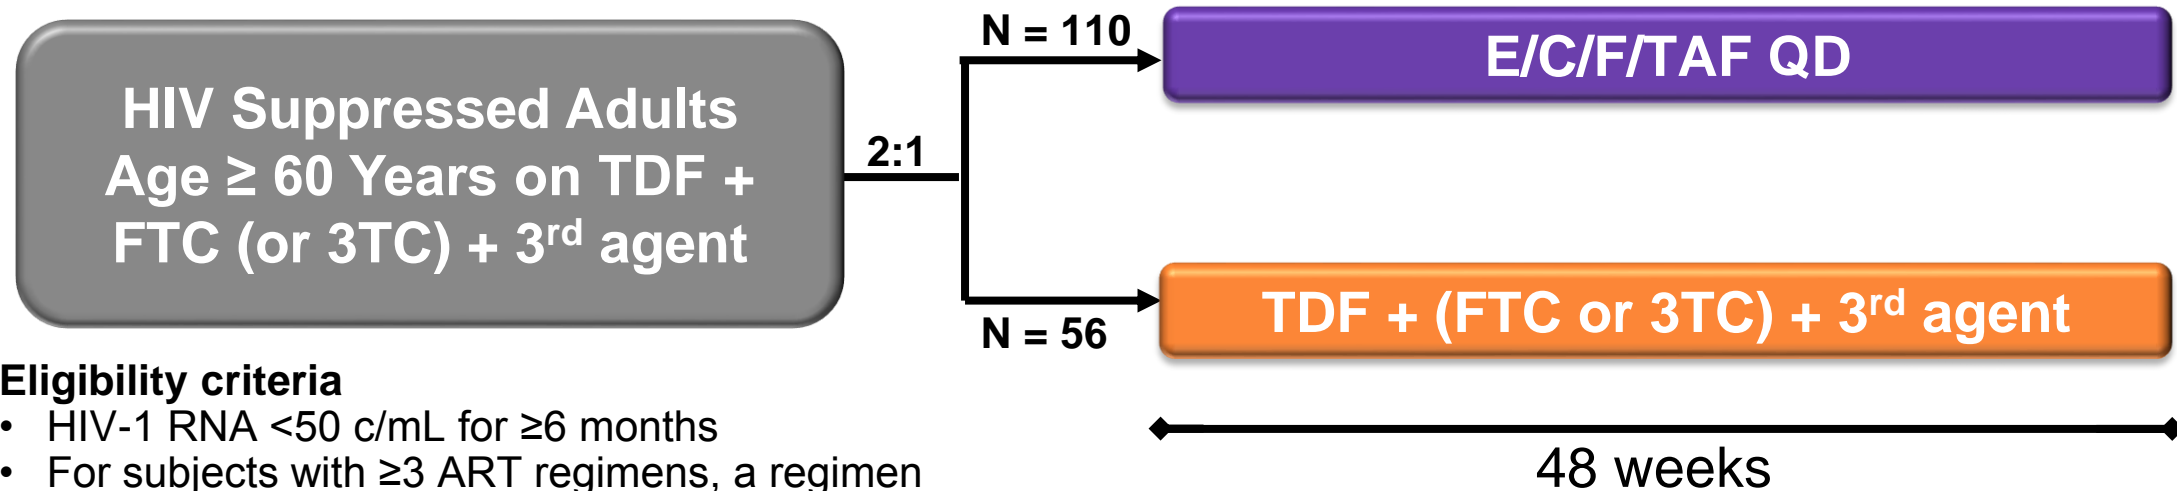 HIV Suppressed Adults
Age ≥ 60 Years on TDF +
FTC (or 3TC) + 3rd agent
2:1
N = 110
E/C/F/TAF QD
N = 56
TDF + (FTC or 3TC) + 3rd agent
48 weeks
Eligibility criteria
• HIV-1 RNA <50 c/mL for ≥6 months
• For subjects with ≥3 ART regimens, a regimen